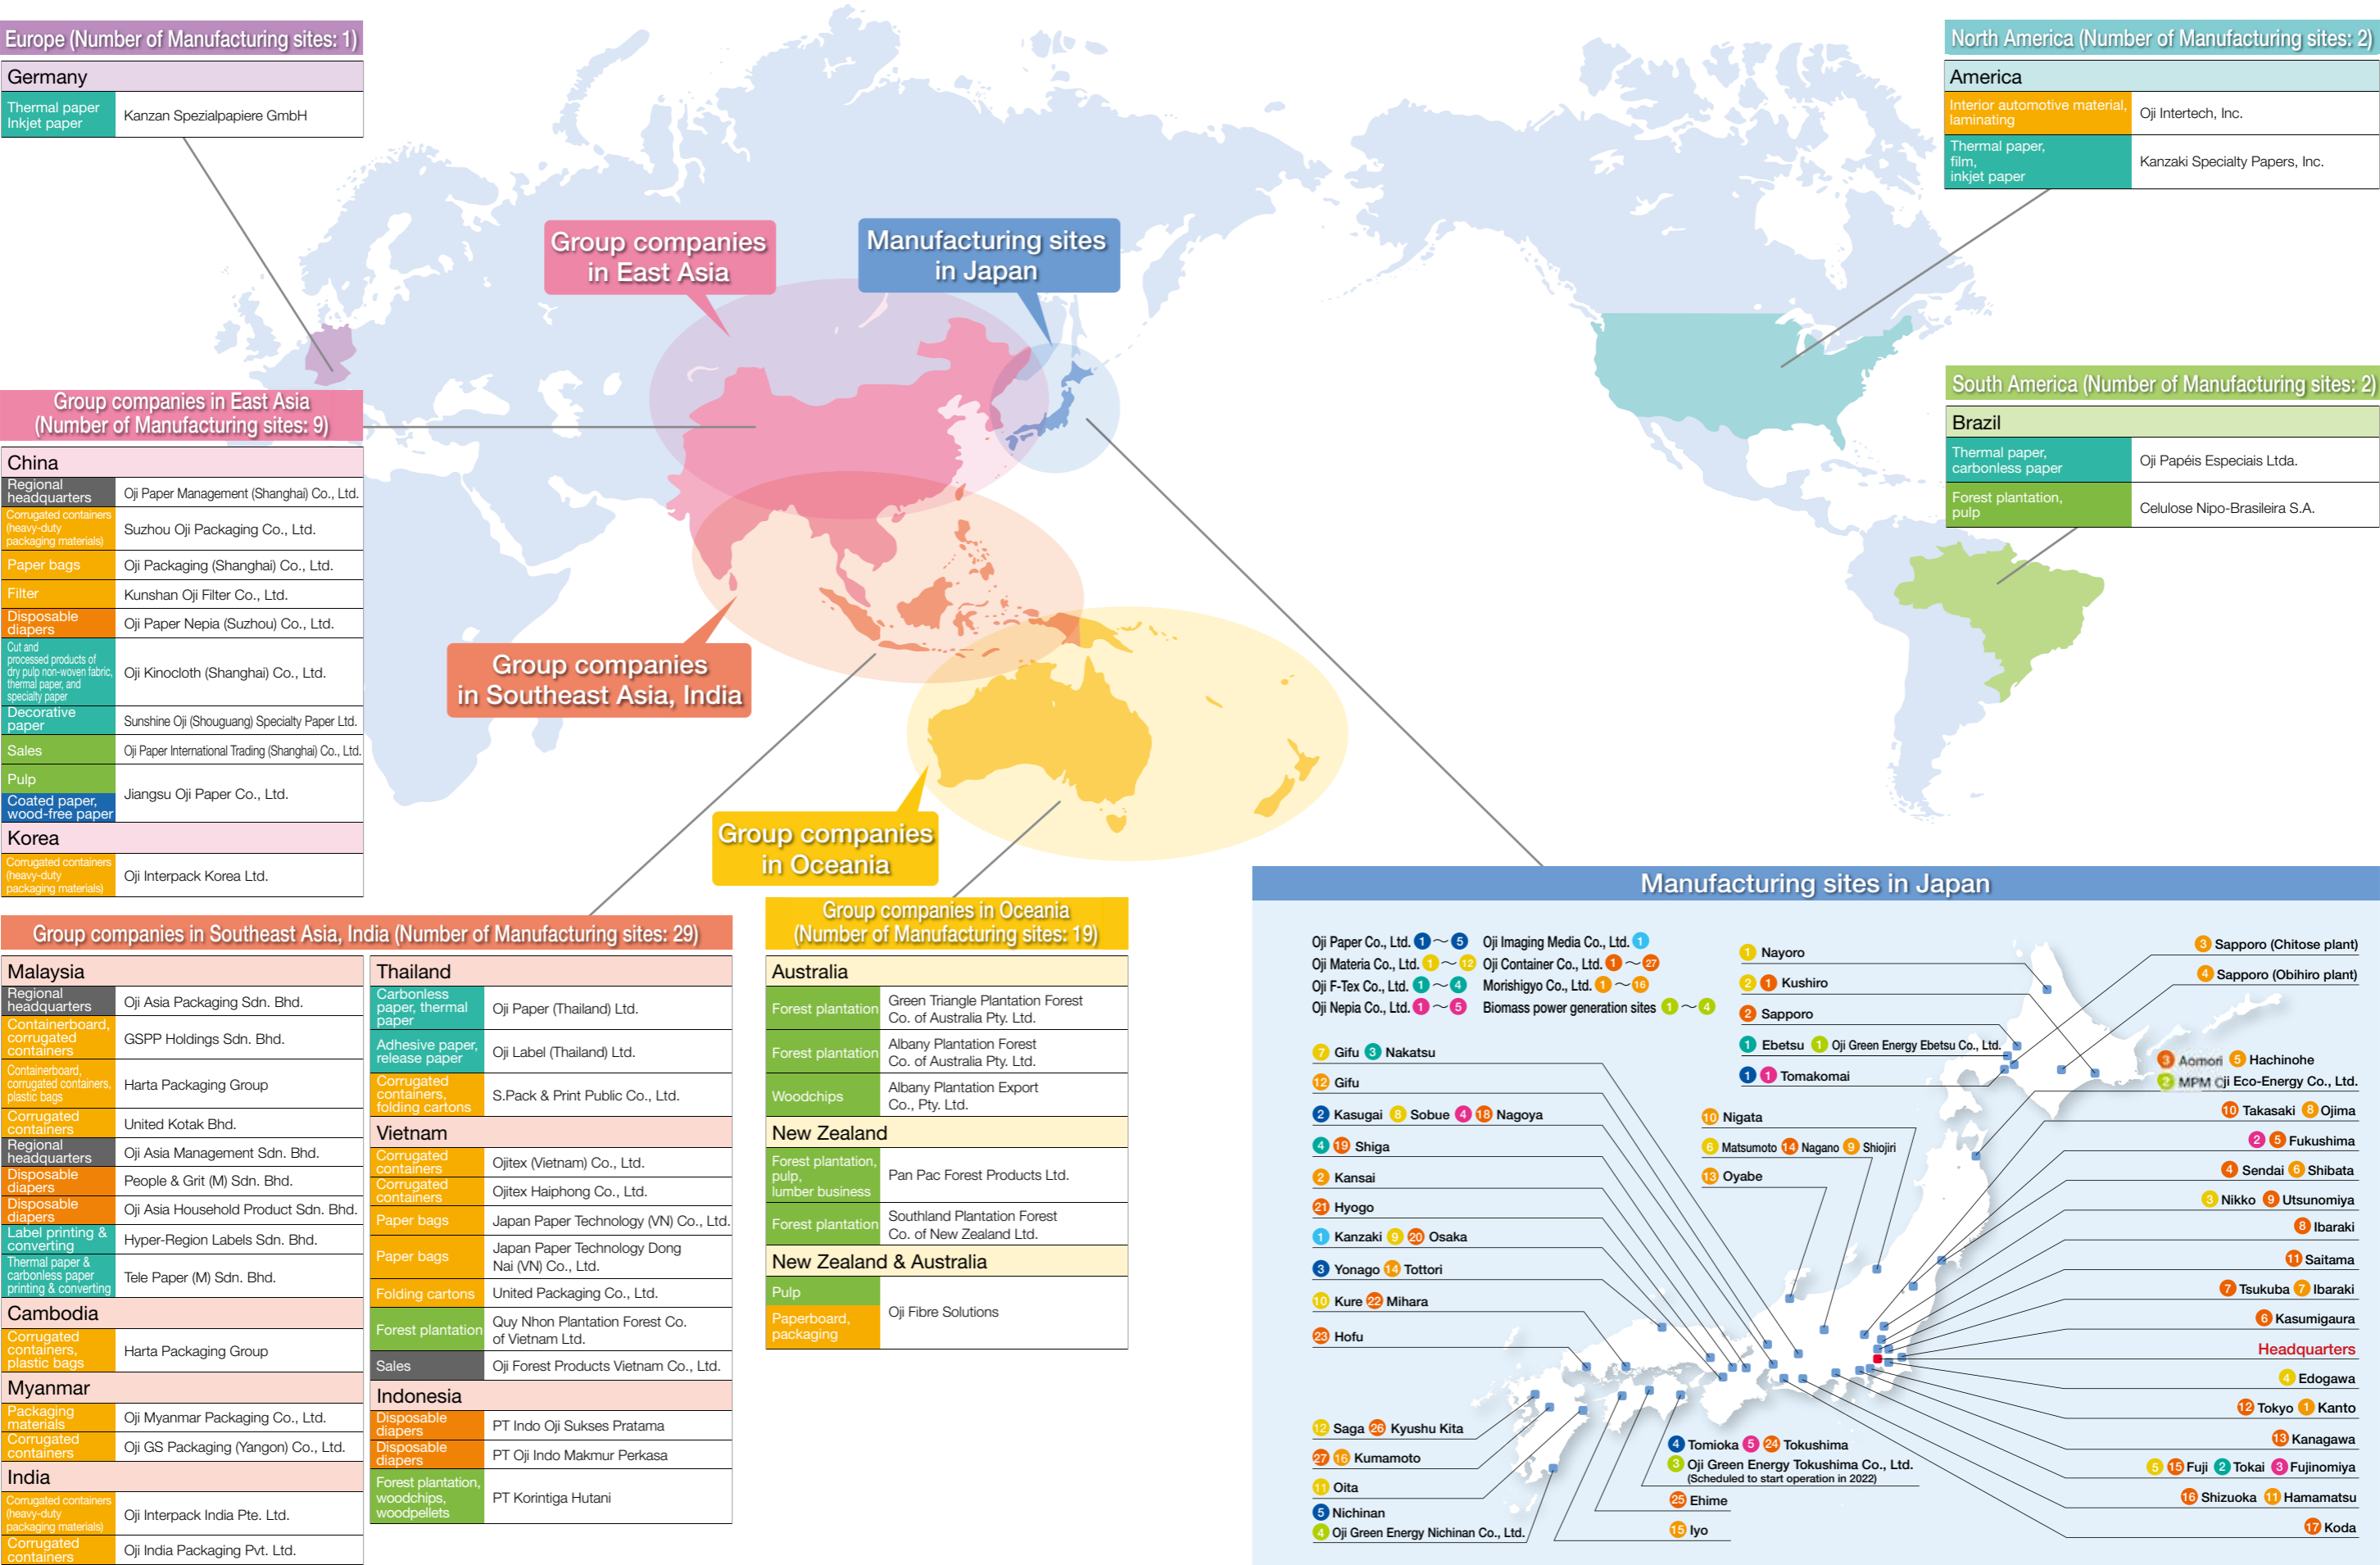 Europe (Number of Manufacturing sites: 1)
Germany
Thermal paper
Inkjet paper
Kanzan Spezialpapiere GmbH
North America (Number of Manufacturing sites: 2)
America
Interior automotive material,
laminating
Oji Intertech, Inc.
Thermal paper,
film,
inkjet paper
Kanzaki Specialty Papers, Inc.
Group companies
in East Asia
Manufacturing sites
in Japan
South America (Number of Manufacturing sites: 2)
Brazil
Thermal paper,
carbonless paper
Oji Papéis Especiais Ltda.
Forest plantation,
pulp
Celulose Nipo-Brasileira S.A.
Group companies in East Asia
(Number of Manufacturing sites: 9)
China
Regional
headquarters
Oji Paper Management (Shanghai) Co., Ltd.
Corrugated containers
(heavy-duty
packaging materials)
Suzhou Oji Packaging Co., Ltd.
Paper bags
Oji Packaging (Shanghai) Co., Ltd.
Filter
Kunshan Oji Filter Co., Ltd.
Disposable
diapers
Oji Paper Nepia (Suzhou) Co., Ltd.
Cut and
processed products of
dry pulp non-woven fabric,
thermal paper, and
specialty paper
Oji Kinocloth (Shanghai) Co., Ltd.
Decorative
paper
Sunshine Oji (Shouguang) Specialty Paper Ltd.
Sales
Oji Paper International Trading (Shanghai) Co., Ltd.
Pulp
Coated paper,
wood-free paper
Jiangsu Oji Paper Co., Ltd.
Korea
Corrugated containers
(heavy-duty
packaging materials)
Oji Interpack Korea Ltd.
Group companies
in Southeast Asia, India
Group companies
in Oceania
Group companies in Southeast Asia, India (Number of Manufacturing sites: 29)
Malaysia
Regional
headquarters
Oji Asia Packaging Sdn. Bhd.
Containerboard,
corrugated
containers
GSPP Holdings Sdn. Bhd.
Containerboard,
corrugated containers,
plastic bags
Harta Packaging Group
Corrugated
containers
United Kotak Bhd.
Regional
headquarters
Oji Asia Management Sdn. Bhd.
Disposable
diapers
People & Grit (M) Sdn. Bhd.
Disposable
diapers
Oji Asia Household Product Sdn. Bhd.
Label printing &
converting
Hyper-Region Labels Sdn. Bhd.
Thermal paper &
carbonless paper
printing & converting
Tele Paper (M) Sdn. Bhd.
Cambodia
Corrugated
containers,
plastic bags
Harta Packaging Group
Myanmar
Packaging
materials
Oji Myanmar Packaging Co., Ltd.
Corrugated
containers
Oji GS Packaging (Yangon) Co., Ltd.
India
Corrugated containers
(heavy-duty
packaging materials)
Oji Interpack India Pte. Ltd.
Corrugated
containers
Oji India Packaging Pvt. Ltd.
Thailand
Carbonless
paper, thermal
paper
Oji Paper (Thailand) Ltd.
Adhesive paper,
release paper
Oji Label (Thailand) Ltd.
Corrugated
containers,
folding cartons
S.Pack & Print Public Co., Ltd.
Vietnam
Corrugated
containers
Ojitex (Vietnam) Co., Ltd.
Corrugated
containers
Ojitex Haiphong Co., Ltd.
Paper bags
Japan Paper Technology (VN) Co., Ltd.
Paper bags
Japan Paper Technology Dong
Nai (VN) Co., Ltd.
Folding cartons
United Packaging Co., Ltd.
Forest plantation
Quy Nhon Plantation Forest Co.
of Vietnam Ltd.
Sales
Oji Forest Products Vietnam Co., Ltd.
Indonesia
Disposable
diapers
PT Indo Oji Sukses Pratama
Disposable
diapers
PT Oji Indo Makmur Perkasa
Forest plantation,
woodchips,
woodpellets
PT Korintiga Hutani
Group companies in Oceania
(Number of Manufacturing sites: 19)
Australia
Forest plantation
Green Triangle Plantation Forest
Co. of Australia Pty. Ltd.
Forest plantation
Albany Plantation Forest
Co. of Australia Pty. Ltd.
Woodchips
Albany Plantation Export
Co., Pty. Ltd.
New Zealand
Forest plantation,
pulp,
lumber business
Pan Pac Forest Products Ltd.
Forest plantation
Southland Plantation Forest
Co. of New Zealand Ltd.
New Zealand & Australia
Pulp
Paperboard,
packaging
Oji Fibre Solutions
Manufacturing sites in Japan
Oji Paper Co., Ltd. 1～5 Oji Imaging Media Co., Ltd. 1
Oji Materia Co., Ltd. 1～12 Oji Container Co., Ltd. 1～27
Oji F-Tex Co., Ltd. 1～4 Morishigyo Co., Ltd. 1～16
Oji Nepia Co., Ltd. 1～5 Biomass power generation sites 1～4
7 Gifu 3 Nakatsu
12 Gifu
2 Kasugai 8 Sobue 4 18 Nagoya
4 19 Shiga
2 Kansai
21 Hyogo
1 Kanzaki 9 20 Osaka
3 Yonago 14 Tottori
10 Kure 22 Mihara
23 Hofu
12 Saga 26 Kyushu Kita
27 16 Kumamoto
11 Oita
5 Nichinan
4 Oji Green Energy Nichinan Co., Ltd.
1 Nayoro
2 1 Kushiro
2 Sapporo
1 Ebetsu 1 Oji Green Energy Ebetsu Co., Ltd.
1 1 Tomakomai
10 Nigata
6 Matsumoto 14 Nagano 9 Shiojiri
13 Oyabe
4 Tomioka 5 24 Tokushima
3 Oji Green Energy Tokushima Co., Ltd.
(Scheduled to start operation in 2022)
25 Ehime
15 Iyo
3 Sapporo (Chitose plant)
4 Sapporo (Obihiro plant)
3 Aomori 5 Hachinohe
2 MPM Oji Eco-Energy Co., Ltd.
10 Takasaki 8 Ojima
2 5 Fukushima
4 Sendai 6 Shibata
3 Nikko 9 Utsunomiya
8 Ibaraki
11 Saitama
7 Tsukuba 7 Ibaraki
6 Kasumigaura
Headquarters
4 Edogawa
12 Tokyo 1 Kanto
13 Kanagawa
5 15 Fuji 2 Tokai 3 Fujinomiya
16 Shizuoka 11 Hamamatsu
17 Koda